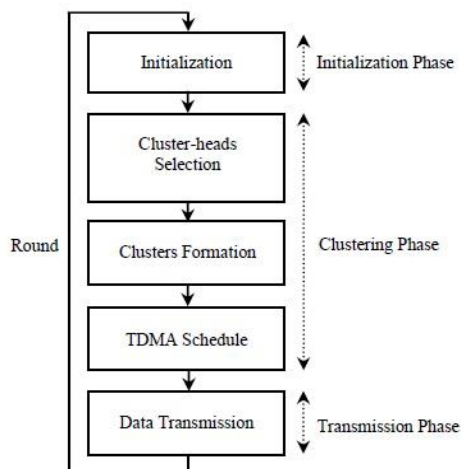 Initialization
Initialization Phase
Cluster-heads
Selection
Round
Clusters Formation
Clustering Phase
TDMA Schedule
Data Transmission
Transmission Phase